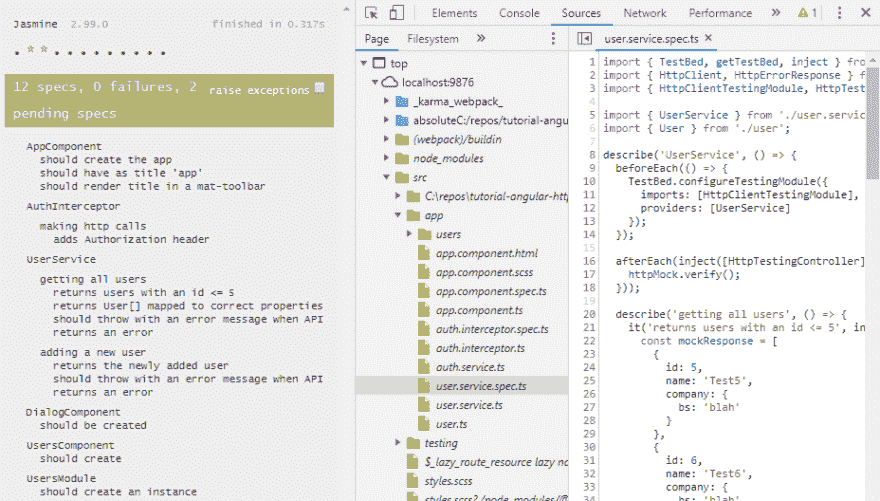 Jasmine 2.99.0
finished in 0.317s
. * * . . . . . . . . .
12 specs, 0 failures, 2 pending specs
raise exceptions
AppComponent
should create the app
should have as title 'app'
should render title in a mat-toolbar
AuthInterceptor
making http calls
adds Authorization header
UserService
getting all users
returns users with an id <= 5
returns User[] mapped to correct properties
should throw with an error message when API
returns an error
adding a new user
returns the newly added user
should throw with an error message when API
returns an error
DialogComponent
should be created
UsersComponent
should create
UsersModule
should create an instance
Elements Console Sources Network Performance » 1
Page Filesystem »
top
localhost:9876
_karma_webpack_
absoluteC:/repos/tutorial-angu
(webpack)/buildin
node_modules
src
C:\repos\tutorial-angular-http
app
users
app.component.html
app.component.scss
app.component.spec.ts
app.component.ts
auth.interceptor.spec.ts
auth.interceptor.ts
auth.service.ts
user.service.spec.ts
user.service.ts
user.ts
testing
$_lazy_route_resource lazy na
styles.scss
user.service.spec.ts ×
1 import { TestBed, getTestBed, inject } fro
2 import { HttpClient, HttpErrorResponse } f
3 import { HttpClientTestingModule, HttpTest
4
5 import { UserService } from './user.servic
6 import { User } from './user';
7
8 describe('UserService', () => {
9 beforeEach(() => {
10 TestBed.configureTestingModule({
11 imports: [HttpClientTestingModule],
12 providers: [UserService]
13 });
14 });
15
16 afterEach(inject([HttpTestingController]
17 httpMock.verify();
18 }));
19
20 describe('getting all users', () => {
21 it('returns users with an id <= 5', in
22 const mockResponse = [
23 {
24 id: 5,
25 name: 'Test5',
26 company: {
27 bs: 'blah'
28 }
29 },
30 {
31 id: 6,
32 name: 'Test6',
33 company: {
34 bs: 'blah'